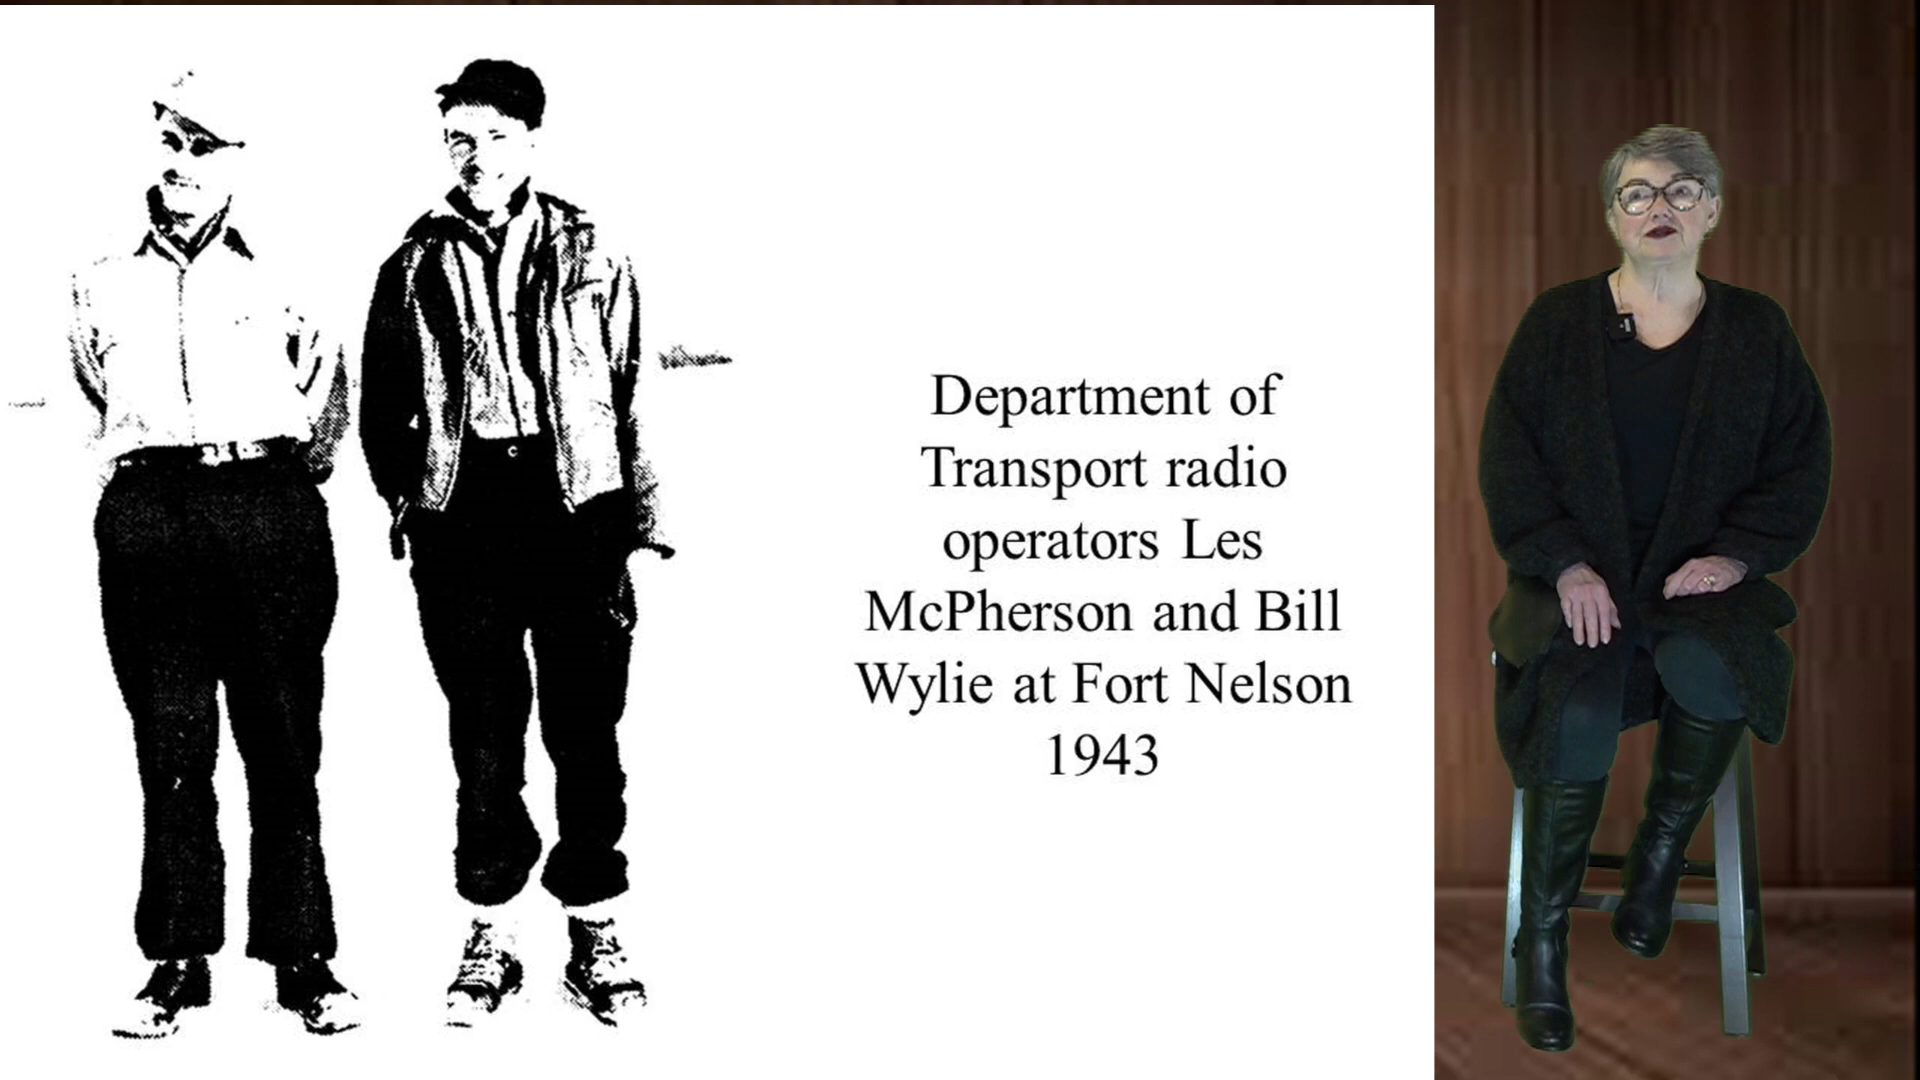 Department of
Transport radio
operators Les
McPherson and Bill
Wylie at Fort Nelson
1943